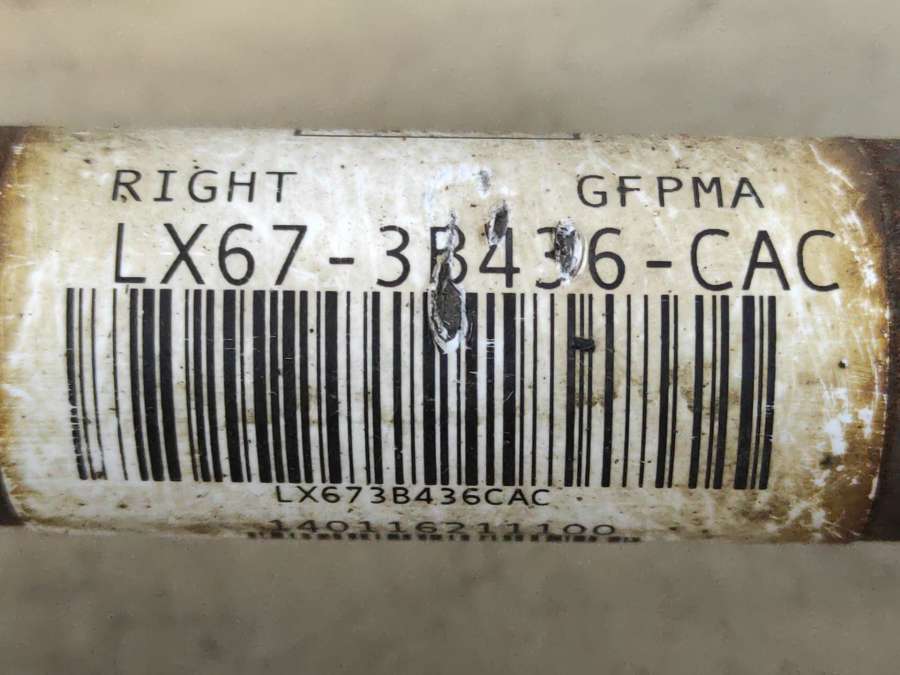 RIGHT GFPMA
LX67-3B436-CAC
LX673B436CAC
140116211100